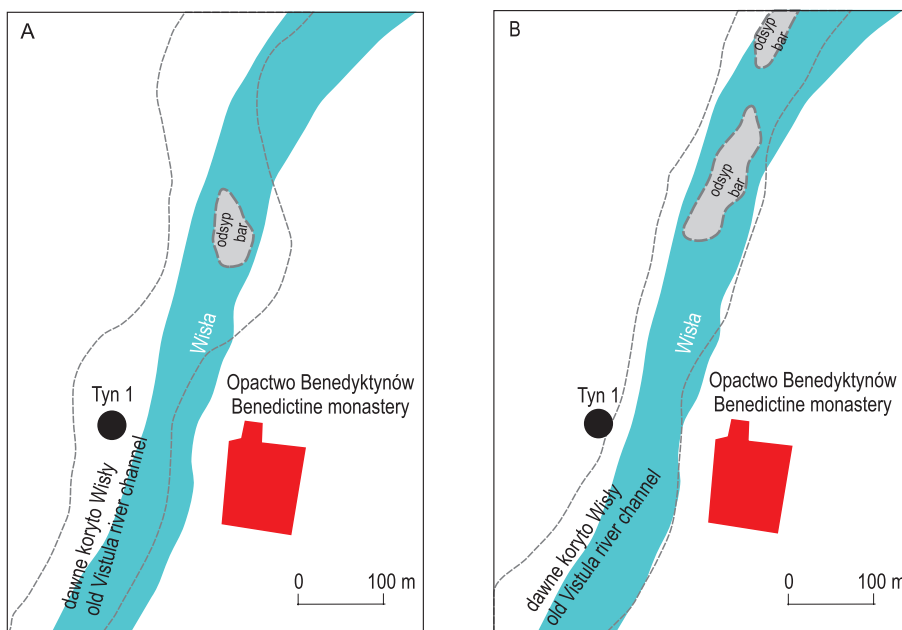 A
odsyp
bar
Wisła
Tyn 1
Opactwo Benedyktynów
Benedictine monastery
dawne koryto Wisły
old Vistula river channel
0 100 m
B
odsyp
bar
odsyp
bar
Wisła
Tyn 1
Opactwo Benedyktynów
Benedictine monastery
dawne koryto Wisły
old Vistula river channel
0 100 m